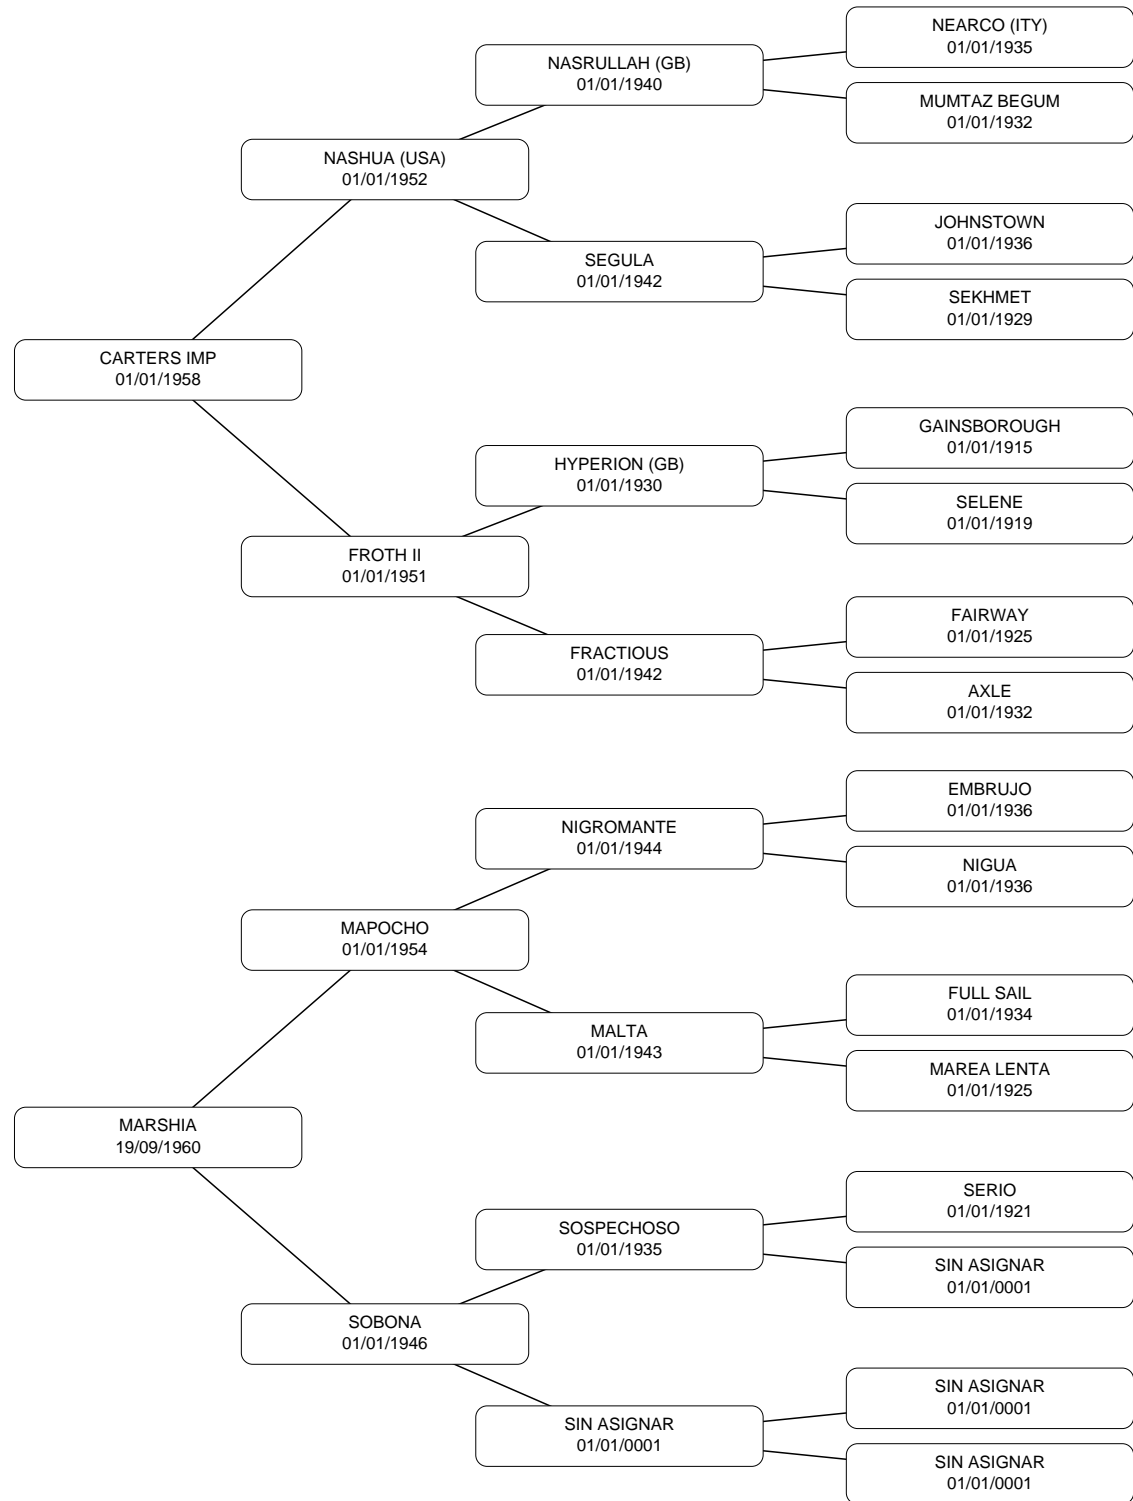 NEARCO (ITY)
01/01/1935
NASRULLAH (GB)
01/01/1940
MUMTAZ BEGUM
01/01/1932
NASHUA (USA)
01/01/1952
JOHNSTOWN
01/01/1936
SEGULA
01/01/1942
SEKHMET
01/01/1929
CARTERS IMP
01/01/1958
GAINSBOROUGH
01/01/1915
HYPERION (GB)
01/01/1930
SELENE
01/01/1919
FROTH II
01/01/1951
FAIRWAY
01/01/1925
FRACTIOUS
01/01/1942
AXLE
01/01/1932
EMBRUJO
01/01/1936
NIGROMANTE
01/01/1944
NIGUA
01/01/1936
MAPOCHO
01/01/1954
FULL SAIL
01/01/1934
MALTA
01/01/1943
MAREA LENTA
01/01/1925
MARSHIA
19/09/1960
SERIO
01/01/1921
SOSPECHOSO
01/01/1935
SIN ASIGNAR
01/01/0001
SOBONA
01/01/1946
SIN ASIGNAR
01/01/0001
SIN ASIGNAR
01/01/0001
SIN ASIGNAR
01/01/0001